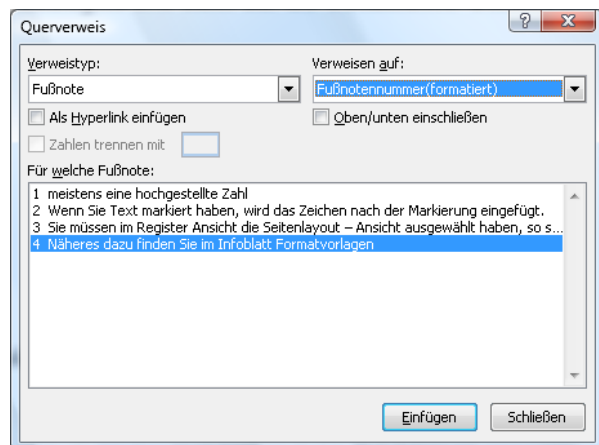 Querverweis
Verweistyp: Verweisen auf:
Fußnote Fußnotennummer(formatiert)
Als Hyperlink einfügen Oben/unten einschließen
Zahlen trennen mit
Für welche Fußnote:
1 meistens eine hochgestellte Zahl
2 Wenn Sie Text markiert haben, wird das Zeichen nach der Markierung eingefügt.
3 Sie müssen im Register Ansicht die Seitenlayout – Ansicht ausgewählt haben, so s...
4 Näheres dazu finden Sie im Infoblatt Formatvorlagen
Einfügen Schließen